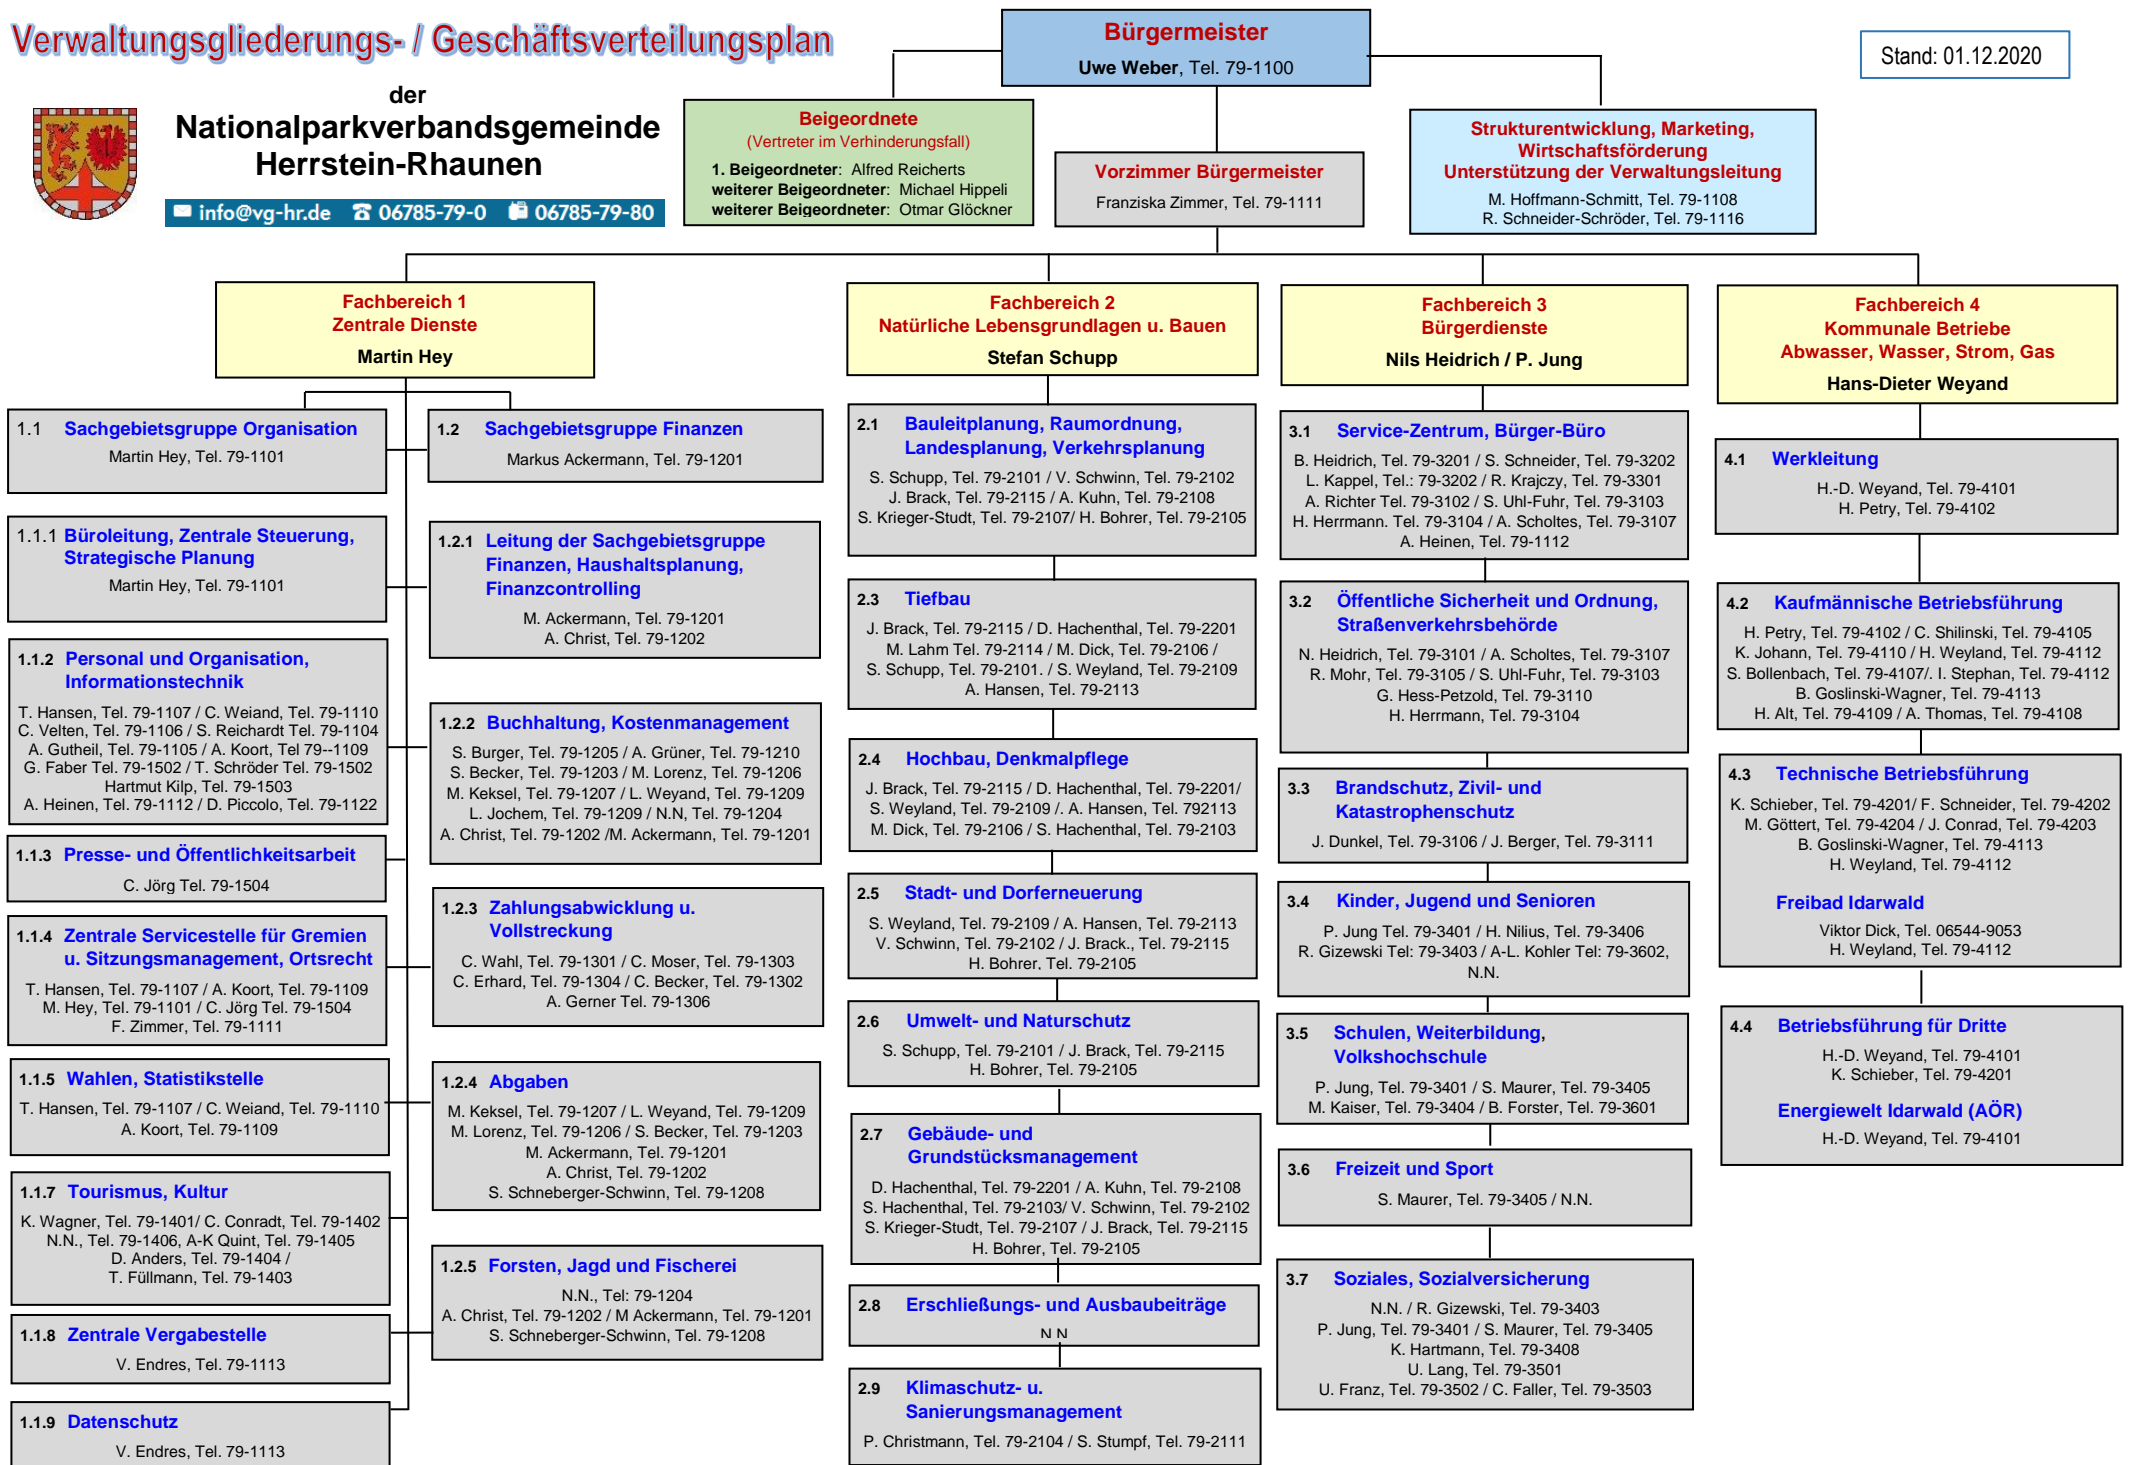 Verwaltungsgliederungs- / Geschäftsverteilungsplan
der
Nationalparkverbandsgemeinde
Herrstein-Rhaunen
info@vg-hr.de 06785-79-0 06785-79-80
Bürgermeister
Uwe Weber, Tel. 79-1100
Stand: 01.12.2020
Beigeordnete
(Vertreter im Verhinderungsfall)
1. Beigeordneter: Alfred Reicherts
weiterer Beigeordneter: Michael Hippeli
weiterer Beigeordneter: Otmar Glöckner
Vorzimmer Bürgermeister
Franziska Zimmer, Tel. 79-1111
Strukturentwicklung, Marketing,
Wirtschaftsförderung
Unterstützung der Verwaltungsleitung
M. Hoffmann-Schmitt, Tel. 79-1108
R. Schneider-Schröder, Tel. 79-1116
Fachbereich 1
Zentrale Dienste
Martin Hey
1.1 Sachgebietsgruppe Organisation
Martin Hey, Tel. 79-1101
1.1.1 Büroleitung, Zentrale Steuerung,
Strategische Planung
Martin Hey, Tel. 79-1101
1.1.2 Personal und Organisation,
Informationstechnik
T. Hansen, Tel. 79-1107 / C. Weiand, Tel. 79-1110
C. Velten, Tel. 79-1106 / S. Reichardt Tel. 79-1104
A. Gutheil, Tel. 79-1105 / A. Koort, Tel 79--1109
G. Faber Tel. 79-1502 / T. Schröder Tel. 79-1502
Hartmut Kilp, Tel. 79-1503
A. Heinen, Tel. 79-1112 / D. Piccolo, Tel. 79-1122
1.1.3 Presse- und Öffentlichkeitsarbeit
C. Jörg Tel. 79-1504
1.1.4 Zentrale Servicestelle für Gremien
u. Sitzungsmanagement, Ortsrecht
T. Hansen, Tel. 79-1107 / A. Koort, Tel. 79-1109
M. Hey, Tel. 79-1101 / C. Jörg Tel. 79-1504
F. Zimmer, Tel. 79-1111
1.1.5 Wahlen, Statistikstelle
T. Hansen, Tel. 79-1107 / C. Weiand, Tel. 79-1110
A. Koort, Tel. 79-1109
1.1.7 Tourismus, Kultur
K. Wagner, Tel. 79-1401/ C. Conradt, Tel. 79-1402
N.N., Tel. 79-1406, A-K Quint, Tel. 79-1405
D. Anders, Tel. 79-1404 /
T. Füllmann, Tel. 79-1403
1.1.8 Zentrale Vergabestelle
V. Endres, Tel. 79-1113
1.1.9 Datenschutz
V. Endres, Tel. 79-1113
1.2 Sachgebietsgruppe Finanzen
Markus Ackermann, Tel. 79-1201
1.2.1 Leitung der Sachgebietsgruppe
Finanzen, Haushaltsplanung,
Finanzcontrolling
M. Ackermann, Tel. 79-1201
A. Christ, Tel. 79-1202
1.2.2 Buchhaltung, Kostenmanagement
S. Burger, Tel. 79-1205 / A. Grüner, Tel. 79-1210
S. Becker, Tel. 79-1203 / M. Lorenz, Tel. 79-1206
M. Keksel, Tel. 79-1207 / L. Weyand, Tel. 79-1209
L. Jochem, Tel. 79-1209 / N.N, Tel. 79-1204
A. Christ, Tel. 79-1202 /M. Ackermann, Tel. 79-1201
1.2.3 Zahlungsabwicklung u.
Vollstreckung
C. Wahl, Tel. 79-1301 / C. Moser, Tel. 79-1303
C. Erhard, Tel. 79-1304 / C. Becker, Tel. 79-1302
A. Gerner Tel. 79-1306
1.2.4 Abgaben
M. Keksel, Tel. 79-1207 / L. Weyand, Tel. 79-1209
M. Lorenz, Tel. 79-1206 / S. Becker, Tel. 79-1203
M. Ackermann, Tel. 79-1201
A. Christ, Tel. 79-1202
S. Schneberger-Schwinn, Tel. 79-1208
1.2.5 Forsten, Jagd und Fischerei
N.N., Tel: 79-1204
A. Christ, Tel. 79-1202 / M Ackermann, Tel. 79-1201
S. Schneberger-Schwinn, Tel. 79-1208
Fachbereich 2
Natürliche Lebensgrundlagen u. Bauen
Stefan Schupp
2.1 Bauleitplanung, Raumordnung,
Landesplanung, Verkehrsplanung
S. Schupp, Tel. 79-2101 / V. Schwinn, Tel. 79-2102
J. Brack, Tel. 79-2115 / A. Kuhn, Tel. 79-2108
S. Krieger-Studt, Tel. 79-2107/ H. Bohrer, Tel. 79-2105
2.3 Tiefbau
J. Brack, Tel. 79-2115 / D. Hachenthal, Tel. 79-2201
M. Lahm Tel. 79-2114 / M. Dick, Tel. 79-2106 /
S. Schupp, Tel. 79-2101. / S. Weyland, Tel. 79-2109
A. Hansen, Tel. 79-2113
2.4 Hochbau, Denkmalpflege
J. Brack, Tel. 79-2115 / D. Hachenthal, Tel. 79-2201/
S. Weyland, Tel. 79-2109 /. A. Hansen, Tel. 792113
M. Dick, Tel. 79-2106 / S. Hachenthal, Tel. 79-2103
2.5 Stadt- und Dorferneuerung
S. Weyland, Tel. 79-2109 / A. Hansen, Tel. 79-2113
V. Schwinn, Tel. 79-2102 / J. Brack., Tel. 79-2115
H. Bohrer, Tel. 79-2105
2.6 Umwelt- und Naturschutz
S. Schupp, Tel. 79-2101 / J. Brack, Tel. 79-2115
H. Bohrer, Tel. 79-2105
2.7 Gebäude- und
Grundstücksmanagement
D. Hachenthal, Tel. 79-2201 / A. Kuhn, Tel. 79-2108
S. Hachenthal, Tel. 79-2103/ V. Schwinn, Tel. 79-2102
S. Krieger-Studt, Tel. 79-2107 / J. Brack, Tel. 79-2115
H. Bohrer, Tel. 79-2105
2.8 Erschließungs- und Ausbaubeiträge
N N
2.9 Klimaschutz- u.
Sanierungsmanagement
P. Christmann, Tel. 79-2104 / S. Stumpf, Tel. 79-2111
Fachbereich 3
Bürgerdienste
Nils Heidrich / P. Jung
3.1 Service-Zentrum, Bürger-Büro
B. Heidrich, Tel. 79-3201 / S. Schneider, Tel. 79-3202
L. Kappel, Tel.: 79-3202 / R. Krajczy, Tel. 79-3301
A. Richter Tel. 79-3102 / S. Uhl-Fuhr, Tel. 79-3103
H. Herrmann. Tel. 79-3104 / A. Scholtes, Tel. 79-3107
A. Heinen, Tel. 79-1112
3.2 Öffentliche Sicherheit und Ordnung,
Straßenverkehrsbehörde
N. Heidrich, Tel. 79-3101 / A. Scholtes, Tel. 79-3107
R. Mohr, Tel. 79-3105 / S. Uhl-Fuhr, Tel. 79-3103
G. Hess-Petzold, Tel. 79-3110
H. Herrmann, Tel. 79-3104
3.3 Brandschutz, Zivil- und
Katastrophenschutz
J. Dunkel, Tel. 79-3106 / J. Berger, Tel. 79-3111
3.4 Kinder, Jugend und Senioren
P. Jung Tel. 79-3401 / H. Nilius, Tel. 79-3406
R. Gizewski Tel: 79-3403 / A-L. Kohler Tel: 79-3602,
N.N.
3.5 Schulen, Weiterbildung,
Volkshochschule
P. Jung, Tel. 79-3401 / S. Maurer, Tel. 79-3405
M. Kaiser, Tel. 79-3404 / B. Forster, Tel. 79-3601
3.6 Freizeit und Sport
S. Maurer, Tel. 79-3405 / N.N.
3.7 Soziales, Sozialversicherung
N.N. / R. Gizewski, Tel. 79-3403
P. Jung, Tel. 79-3401 / S. Maurer, Tel. 79-3405
K. Hartmann, Tel. 79-3408
U. Lang, Tel. 79-3501
U. Franz, Tel. 79-3502 / C. Faller, Tel. 79-3503
Fachbereich 4
Kommunale Betriebe
Abwasser, Wasser, Strom, Gas
Hans-Dieter Weyand
4.1 Werkleitung
H.-D. Weyand, Tel. 79-4101
H. Petry, Tel. 79-4102
4.2 Kaufmännische Betriebsführung
H. Petry, Tel. 79-4102 / C. Shilinski, Tel. 79-4105
K. Johann, Tel. 79-4110 / H. Weyland, Tel. 79-4112
S. Bollenbach, Tel. 79-4107/. I. Stephan, Tel. 79-4112
B. Goslinski-Wagner, Tel. 79-4113
H. Alt, Tel. 79-4109 / A. Thomas, Tel. 79-4108
4.3 Technische Betriebsführung
K. Schieber, Tel. 79-4201/ F. Schneider, Tel. 79-4202
M. Göttert, Tel. 79-4204 / J. Conrad, Tel. 79-4203
B. Goslinski-Wagner, Tel. 79-4113
H. Weyland, Tel. 79-4112
Freibad Idarwald
Viktor Dick, Tel. 06544-9053
H. Weyland, Tel. 79-4112
4.4 Betriebsführung für Dritte
H.-D. Weyand, Tel. 79-4101
K. Schieber, Tel. 79-4201
Energiewelt Idarwald (AÖR)
H.-D. Weyand, Tel. 79-4101